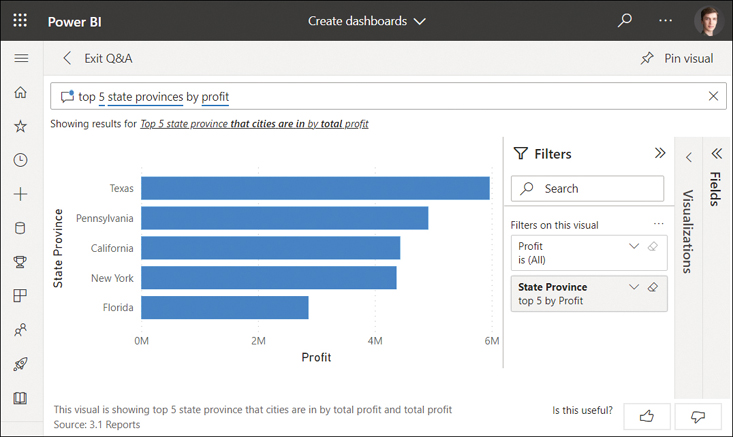 Power BI
Create dashboards
Exit Q&A
Pin visual
top 5 state provinces by profit
Showing results for Top 5 state province that cities are in by total profit
State Province
Texas
Pennsylvania
California
New York
Florida
0M
2M
4M
6M
Profit
Filters
Search
Filters on this visual
Profit
is (All)
State Province
top 5 by Profit
Visualizations
Fields
This visual is showing top 5 state province that cities are in by total profit and total profit
Source: 3.1 Reports
Is this useful?